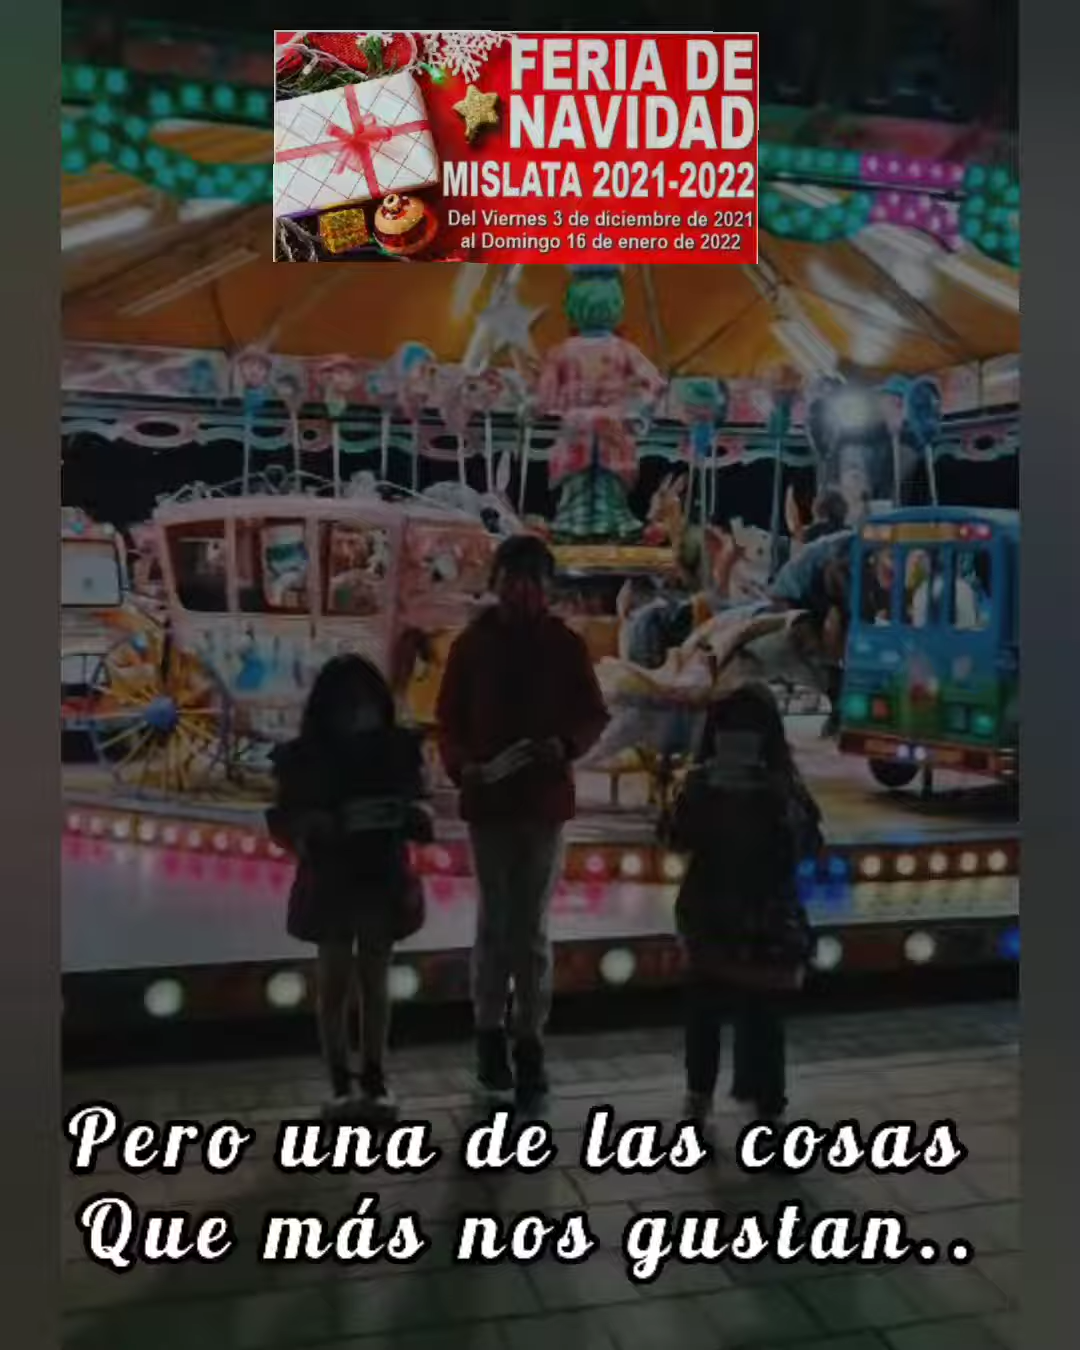 FERIA DE
NAVIDAD
MISLATA 2021-2022
Del Viernes 3 de diciembre de 2021
al Domingo 16 de enero de 2022
Pero una de las cosas
Que más nos gustan..